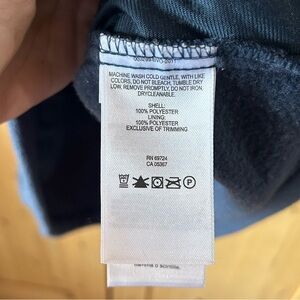 MACHINE WASH COLD GENTLE, WITH LIKE
COLORS, DO NOT BLEACH, TUMBLE DRY
LOW, REMOVE PROMPTLY, DO NOT IRON,
DRYCLEANABLE.
SHELL:
100% POLYESTER
LINING:
100% POLYESTER
EXCLUSIVE OF TRIMMING
RN 69724
CA 05367